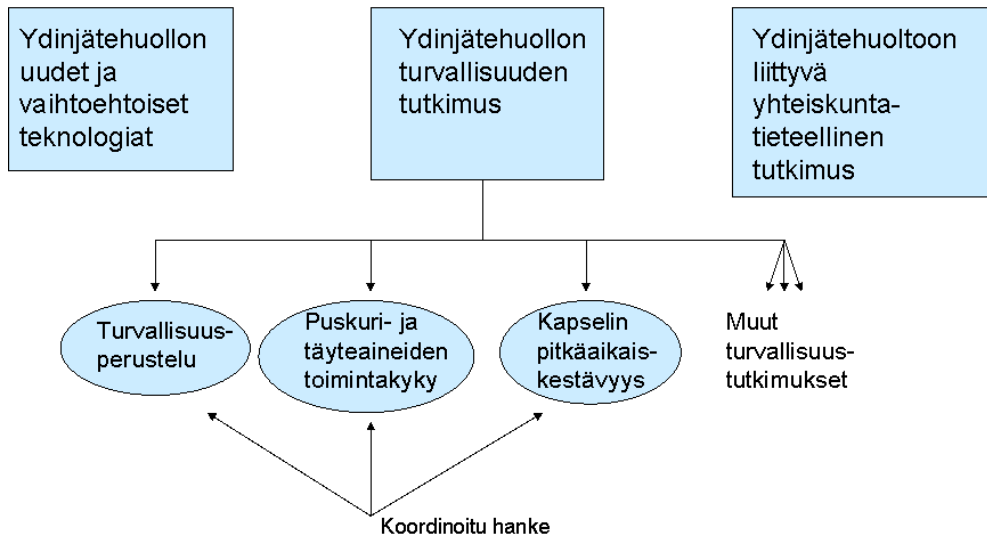 Ydinjätehuollon
uudet ja
vaihtoehtoiset
teknologiat
Ydinjätehuollon
turvallisuuden
tutkimus
Ydinjätehuoltoon
liittyvä
yhteiskunta-
tieteellinen
tutkimus
Turvallisuus-
perustelu
Puskuri- ja
täyteaineiden
toimintakyky
Kapselin
pitkäaikais-
kestävyys
Muut
turvallisuus-
tutkimukset
Koordinoitu hanke